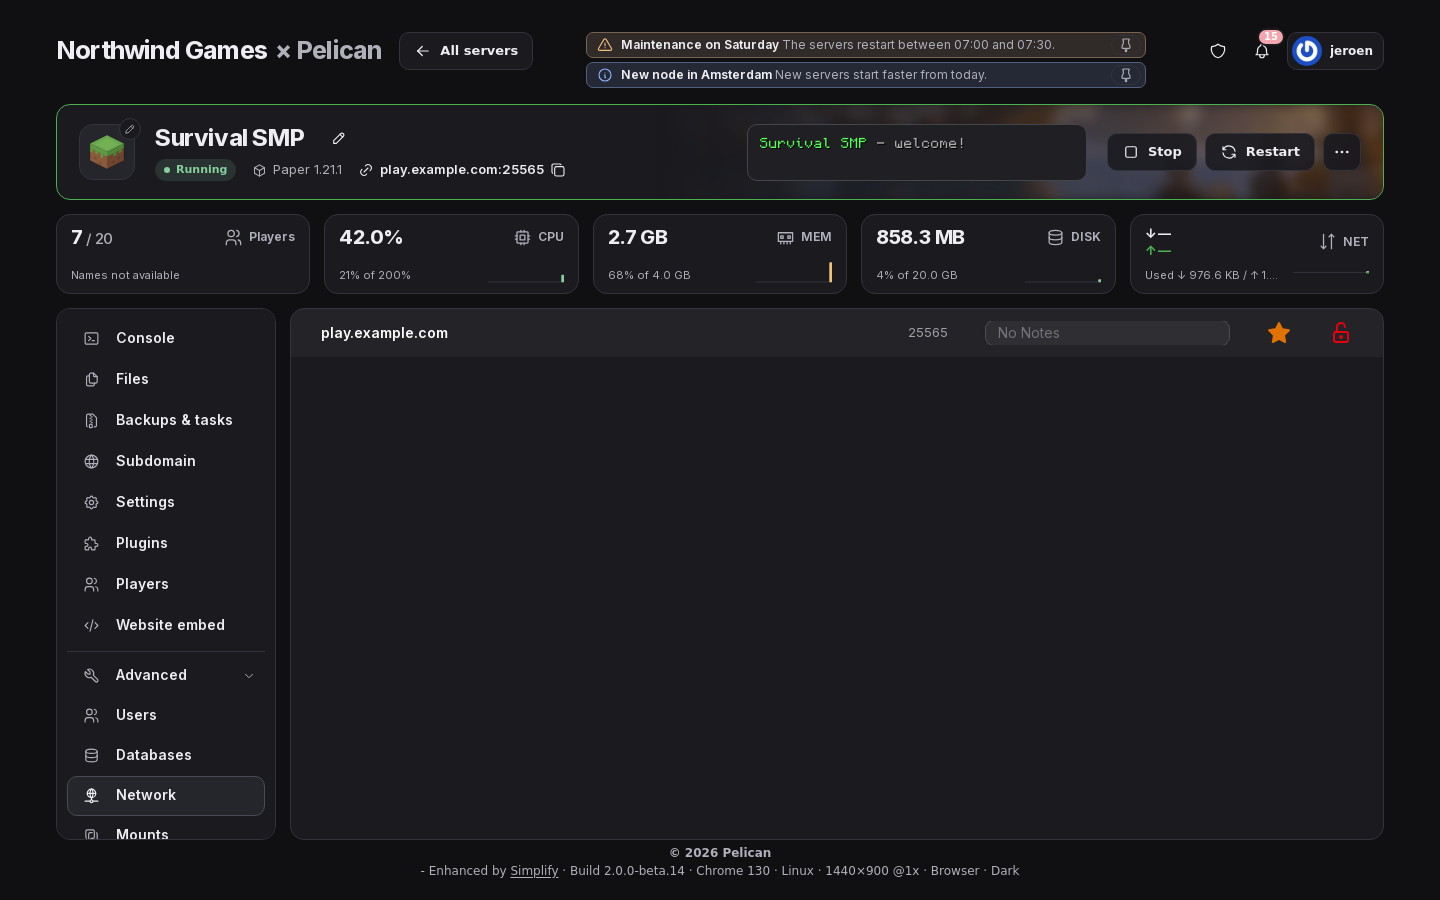 Northwind Games × Pelican
All servers
Maintenance on Saturday The servers restart between 07:00 and 07:30.
New node in Amsterdam New servers start faster from today.
15
jeroen
Survival SMP
Running
Paper 1.21.1
play.example.com:25565
Survival SMP - welcome!
Stop
Restart
7 / 20
Players
Names not available
42.0%
CPU
21% of 200%
2.7 GB
MEM
68% of 4.0 GB
858.3 MB
DISK
4% of 20.0 GB
↓—
↑—
NET
Used ↓ 976.6 KB / ↑ 1....
Console
Files
Backups & tasks
Subdomain
Settings
Plugins
Players
Website embed
Advanced
Users
Databases
Network
Mounts
play.example.com
25565
No Notes
© 2026 Pelican
- Enhanced by Simplify · Build 2.0.0-beta.14 · Chrome 130 · Linux · 1440×900 @1x · Browser · Dark